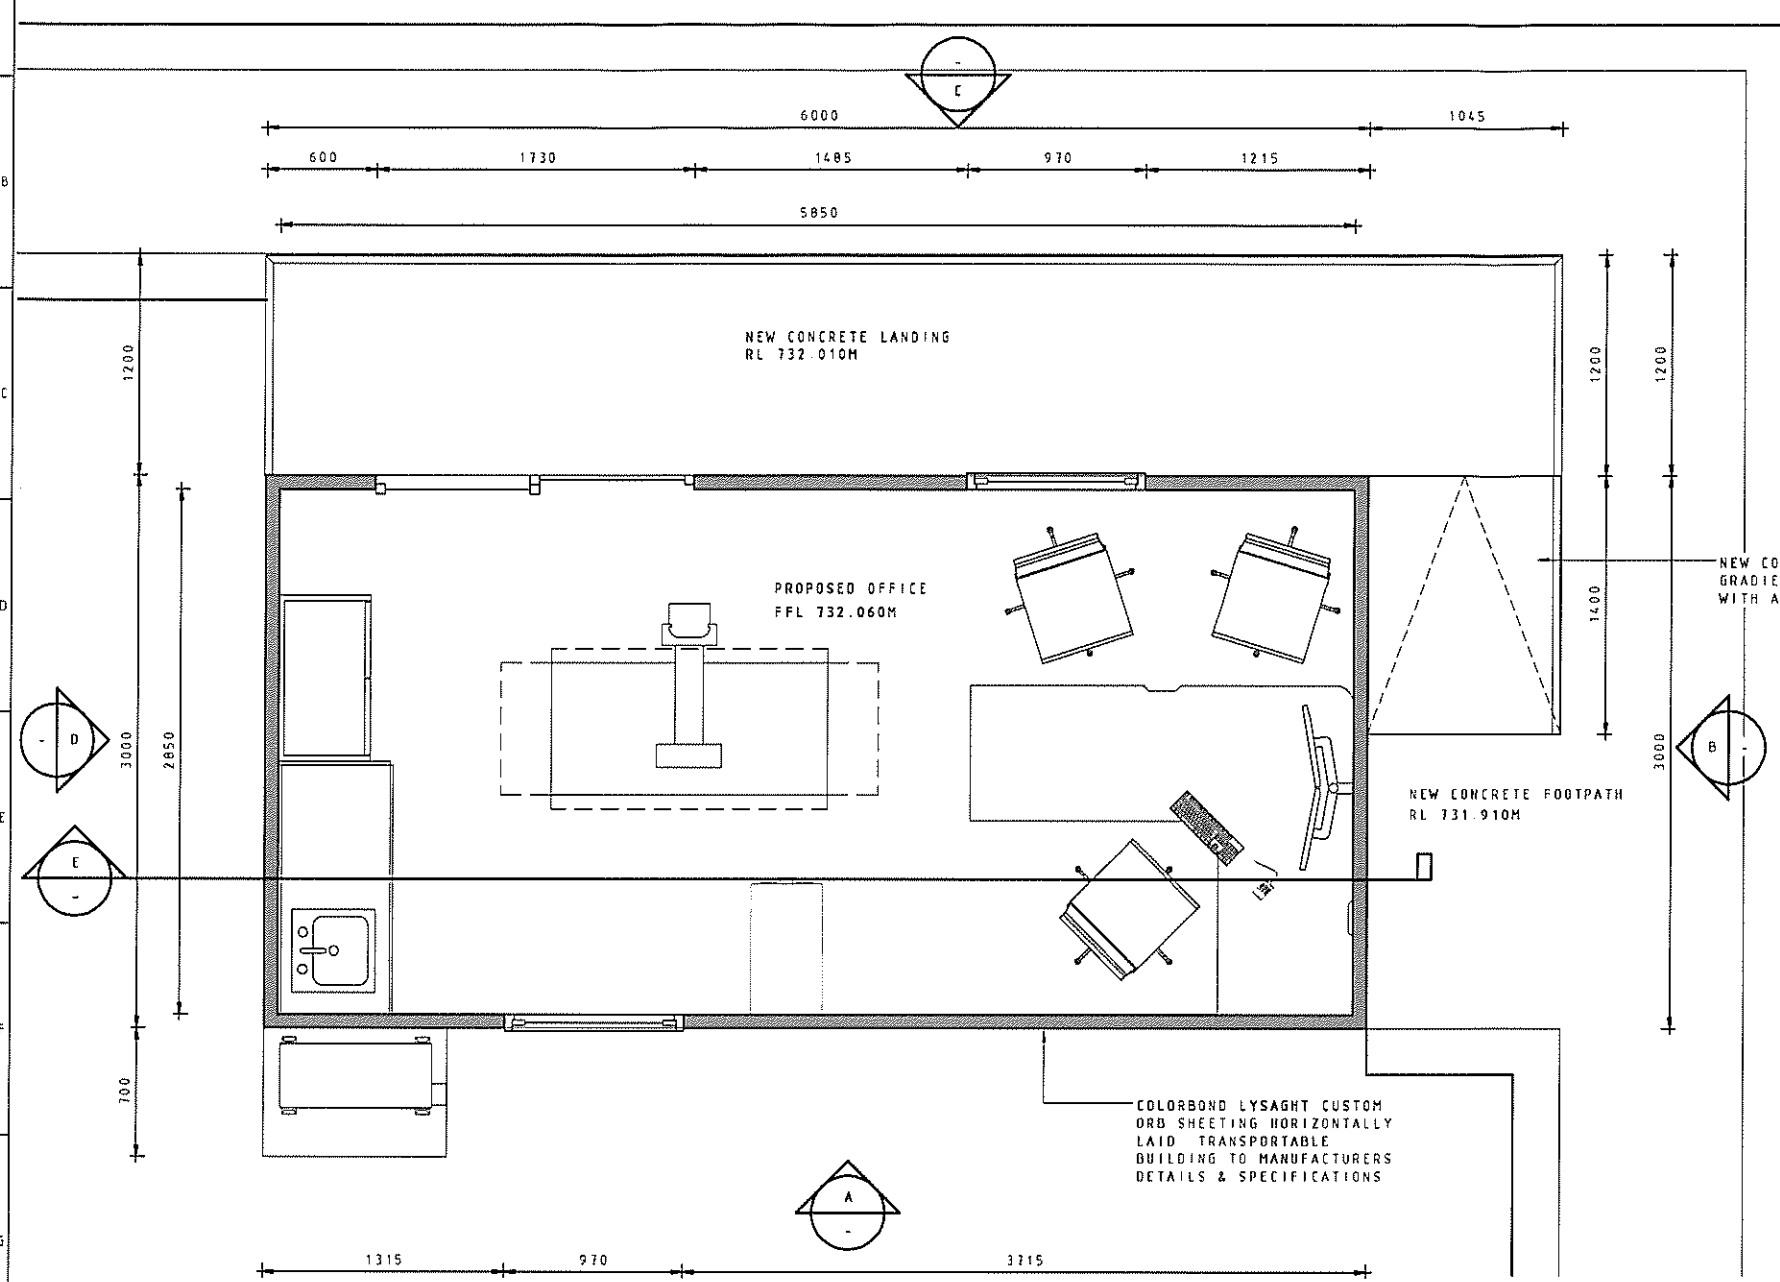 C
6000
1045
600
1730
1485
970
1215
B
5850
NEW CONCRETE LANDING
RL 732.010M
1200
1200
1200
C
NEW CO
GRADIE
WITH A
PROPOSED OFFICE
FFL 732.060M
D
1400
D
3000
2850
3000
B
NEW CONCRETE FOOTPATH
RL 731.910M
E
E
700
COLORBOND LYSAGHT CUSTOM
ORB SHEETING HORIZONTALLY
LAID TRANSPORTABLE
BUILDING TO MANUFACTURERS
DETAILS & SPECIFICATIONS
A
G
1315
970
3715